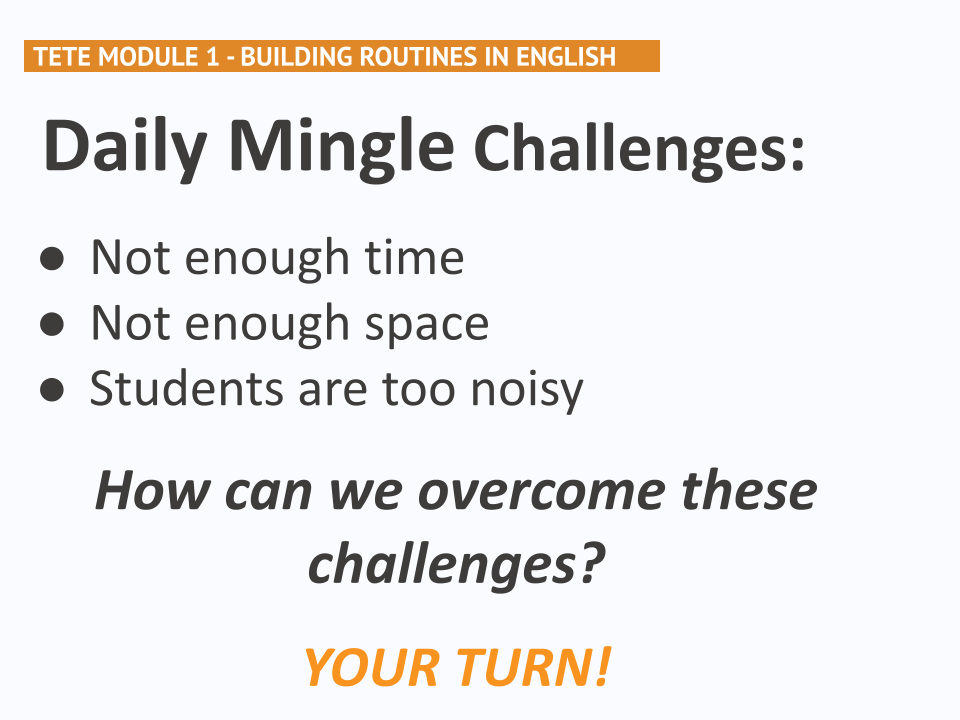 TETE MODULE 1 - BUILDING ROUTINES IN ENGLISH
Daily Mingle Challenges:
● Not enough time
● Not enough space
● Students are too noisy
How can we overcome these
challenges?
YOUR TURN!